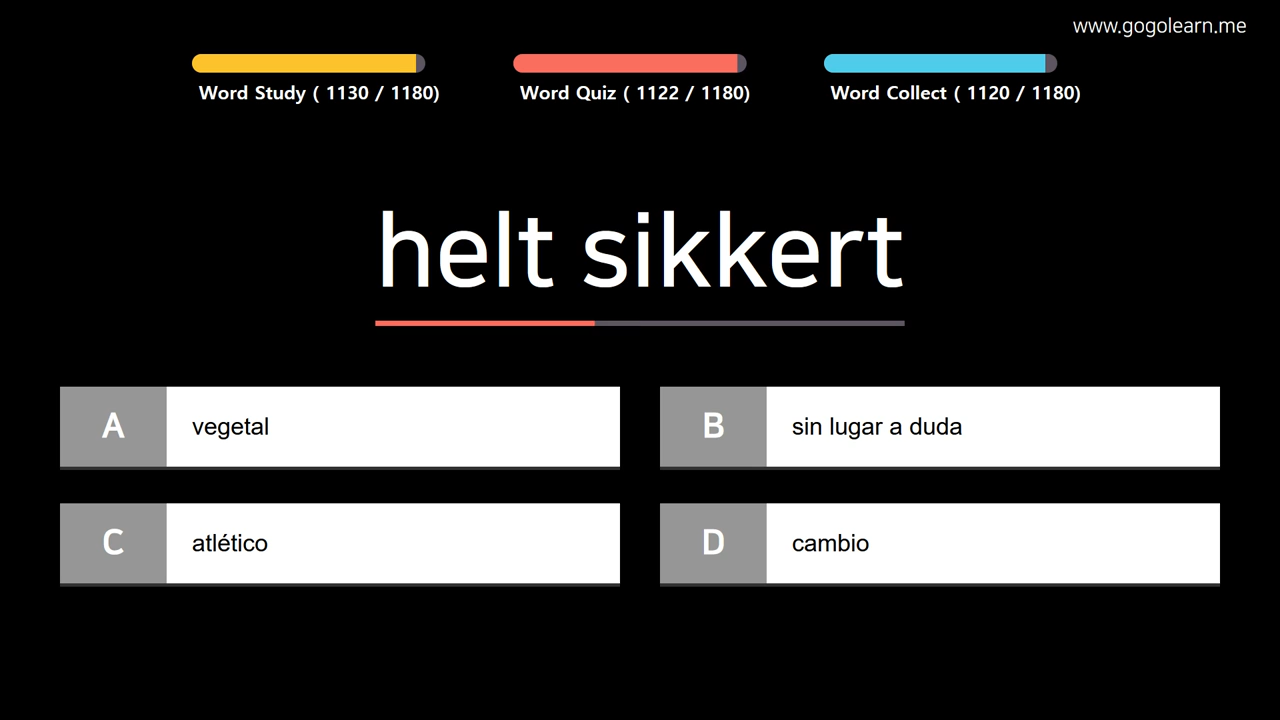 www.gogolearn.me
Word Study ( 1130 / 1180)
Word Quiz ( 1122 / 1180)
Word Collect ( 1120 / 1180)
helt sikkert
A vegetal
B sin lugar a duda
C atlético
D cambio